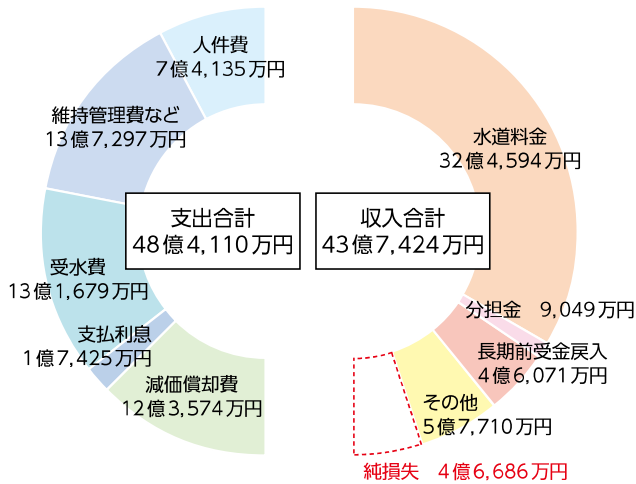 人件費
7億4,135万円
維持管理費など
13億7,297万円
支出合計
48億4,110万円
受水費
13億1,679万円
支払利息
1億7,425万円
減価償却費
12億3,574万円
水道料金
32億4,594万円
収入合計
43億7,424万円
分担金 9,049万円
長期前受金戻入
4億6,071万円
その他
5億7,710万円
純損失 4億6,686万円